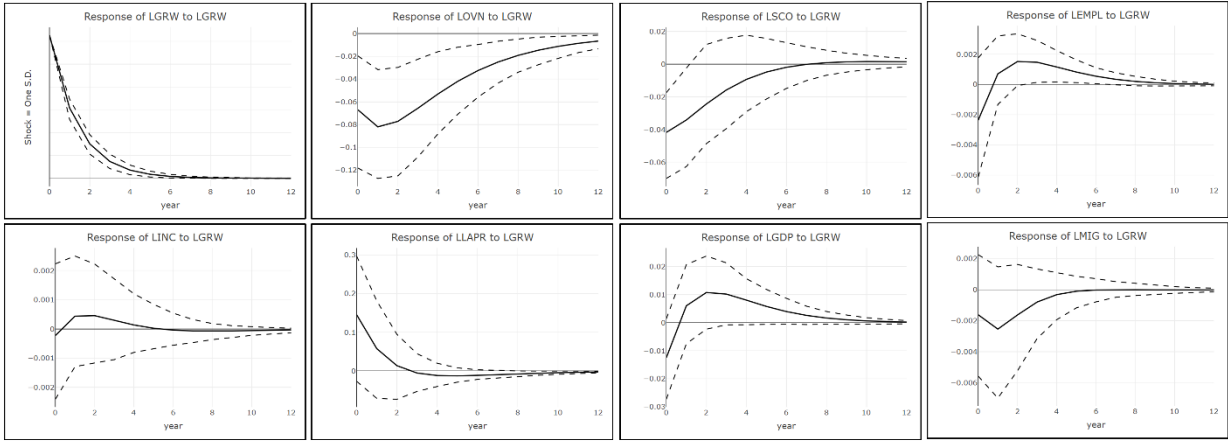 Response of LGRW to LGRW
Shock = One S.D.
0 2 4 6 8 10 12
year
Response of LOVN to LGRW
0
−0.02
−0.04
−0.06
−0.08
−0.1
−0.12
0 2 4 6 8 10 12
year
Response of LSCO to LGRW
0.02
0
−0.02
−0.04
−0.06
0 2 4 6 8 10 12
year
Response of LEMPL to LGRW
0.002
0
−0.002
−0.004
−0.006
0 2 4 6 8 10 12
year
Response of LINC to LGRW
0.002
0.001
0
−0.001
−0.002
0 2 4 6 8 10 12
year
Response of LLAPR to LGRW
0.3
0.2
0.1
0
0 2 4 6 8 10 12
year
Response of LGDP to LGRW
0.02
0.01
0
−0.01
−0.02
−0.03
0 2 4 6 8 10 12
year
Response of LMIG to LGRW
0.002
0
−0.002
−0.004
−0.006
0 2 4 6 8 10 12
year